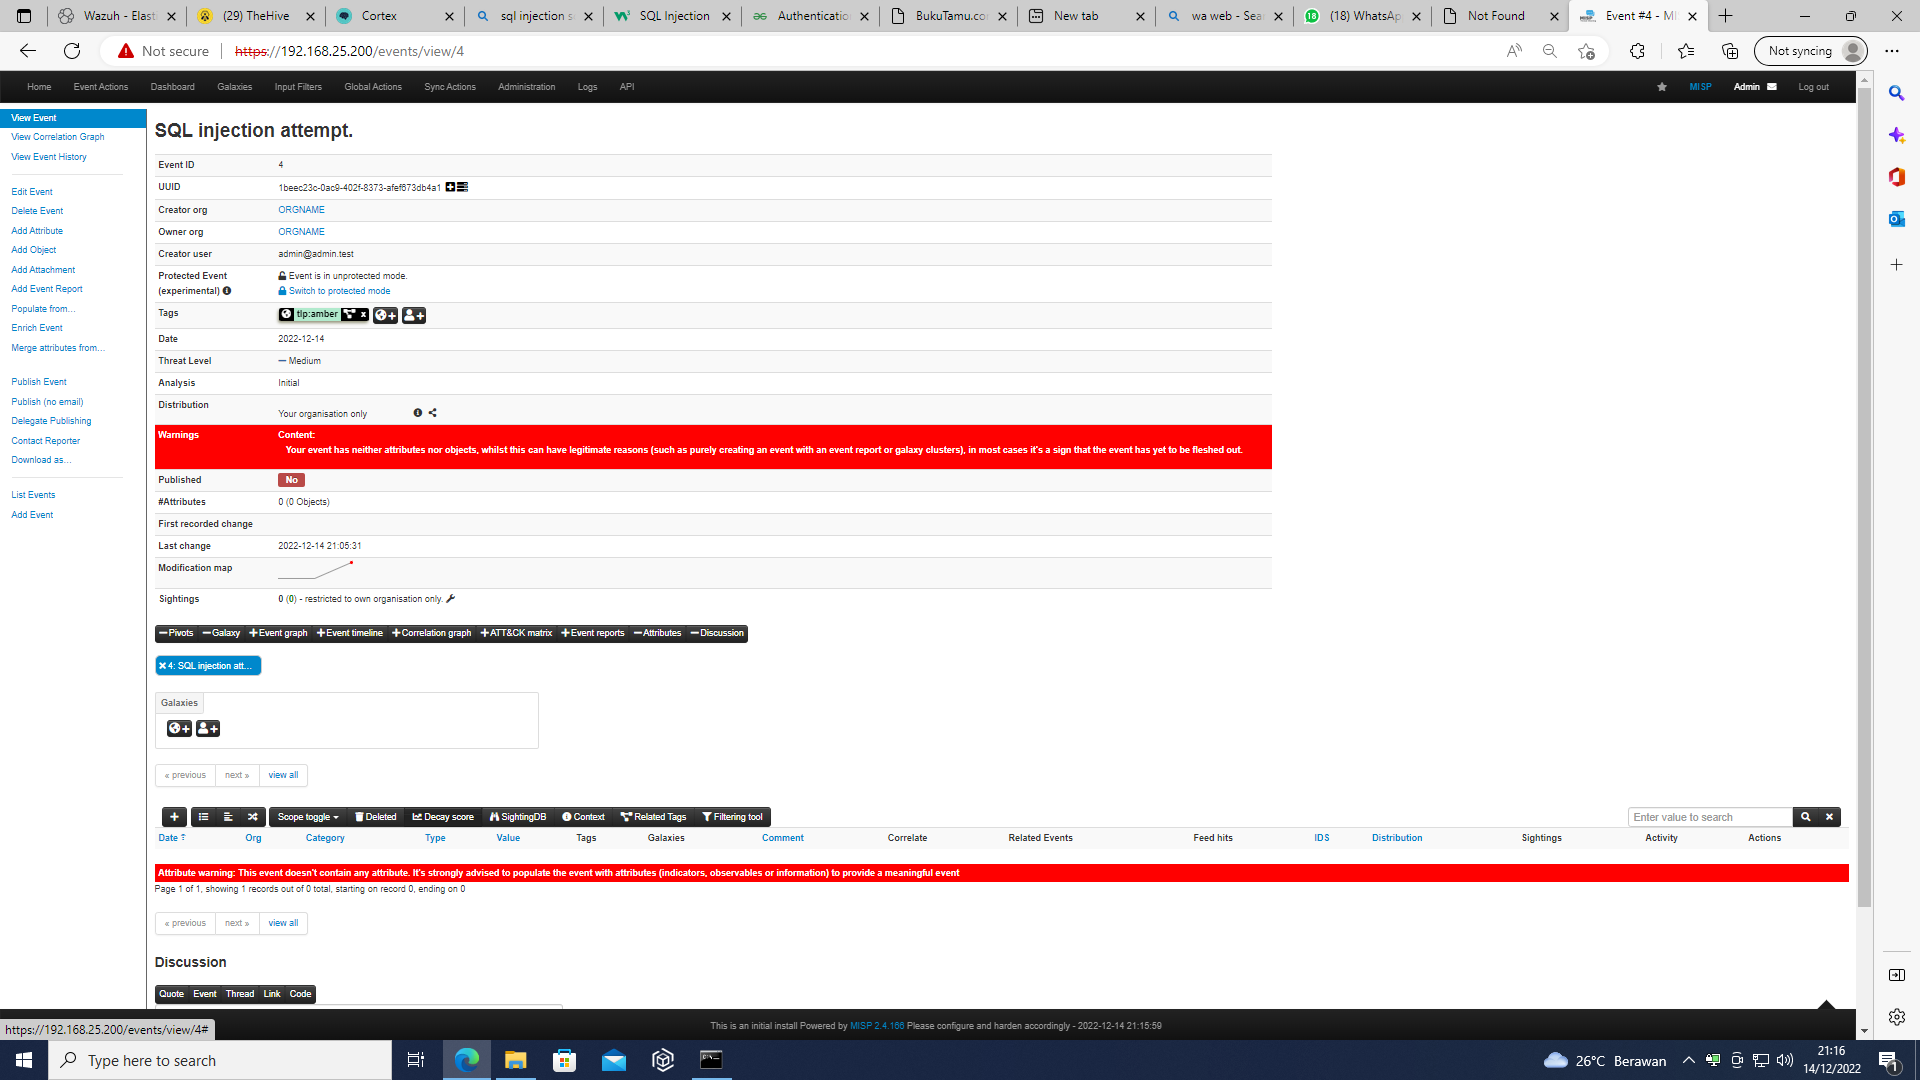 Wazuh - Elast
(29) TheHive
Cortex
sql injection s
SQL Injection
Authentication
BukuTamu.co
New tab
wa web - Sear
(18) WhatsAp
Not Found
Event #4 - MI
Not secure https://192.168.25.200/events/view/4
Not syncing
Home Event Actions Dashboard Galaxies Input Filters Global Actions Sync Actions Administration Logs API
MISP Admin Log out
View Event
View Correlation Graph
View Event History
Edit Event
Delete Event
Add Attribute
Add Object
Add Attachment
Add Event Report
Populate from...
Enrich Event
Merge attributes from...
Publish Event
Publish (no email)
Delegate Publishing
Contact Reporter
Download as...
List Events
Add Event
SQL injection attempt.
Event ID 4
UUID 1beec23c-0ac9-402f-8373-afef673db4a1
Creator org ORGNAME
Owner org ORGNAME
Creator user admin@admin.test
Protected Event (experimental)
Event is in unprotected mode.
Switch to protected mode
Tags tlp:amber x
Date 2022-12-14
Threat Level Medium
Analysis Initial
Distribution Your organisation only
Warnings Content:
Your event has neither attributes nor objects, whilst this can have legitimate reasons (such as purely creating an event with an event report or galaxy clusters), in most cases it's a sign that the event has yet to be fleshed out.
Published No
#Attributes 0 (0 Objects)
First recorded change
Last change 2022-12-14 21:05:31
Modification map
Sightings 0 (0) - restricted to own organisation only.
Pivots Galaxy Event graph Event timeline Correlation graph ATT&CK matrix Event reports Attributes Discussion
4: SQL injection att...
Galaxies
« previous next » view all
Scope toggle Deleted Decay score SightingDB Context Related Tags Filtering tool
Enter value to search
Date Org Category Type Value Tags Galaxies Comment Correlate Related Events Feed hits IDS Distribution Sightings Activity Actions
Attribute warning: This event doesn't contain any attribute. It's strongly advised to populate the event with attributes (indicators, observables or information) to provide a meaningful event
Page 1 of 1, showing 1 records out of 0 total, starting on record 0, ending on 0
« previous next » view all
Discussion
Quote Event Thread Link Code
https://192.168.25.200/events/view/4#
This is an initial install Powered by MISP 2.4.166 Please configure and harden accordingly - 2022-12-14 21:15:59
Type here to search
26°C Berawan
21:16
14/12/2022
1